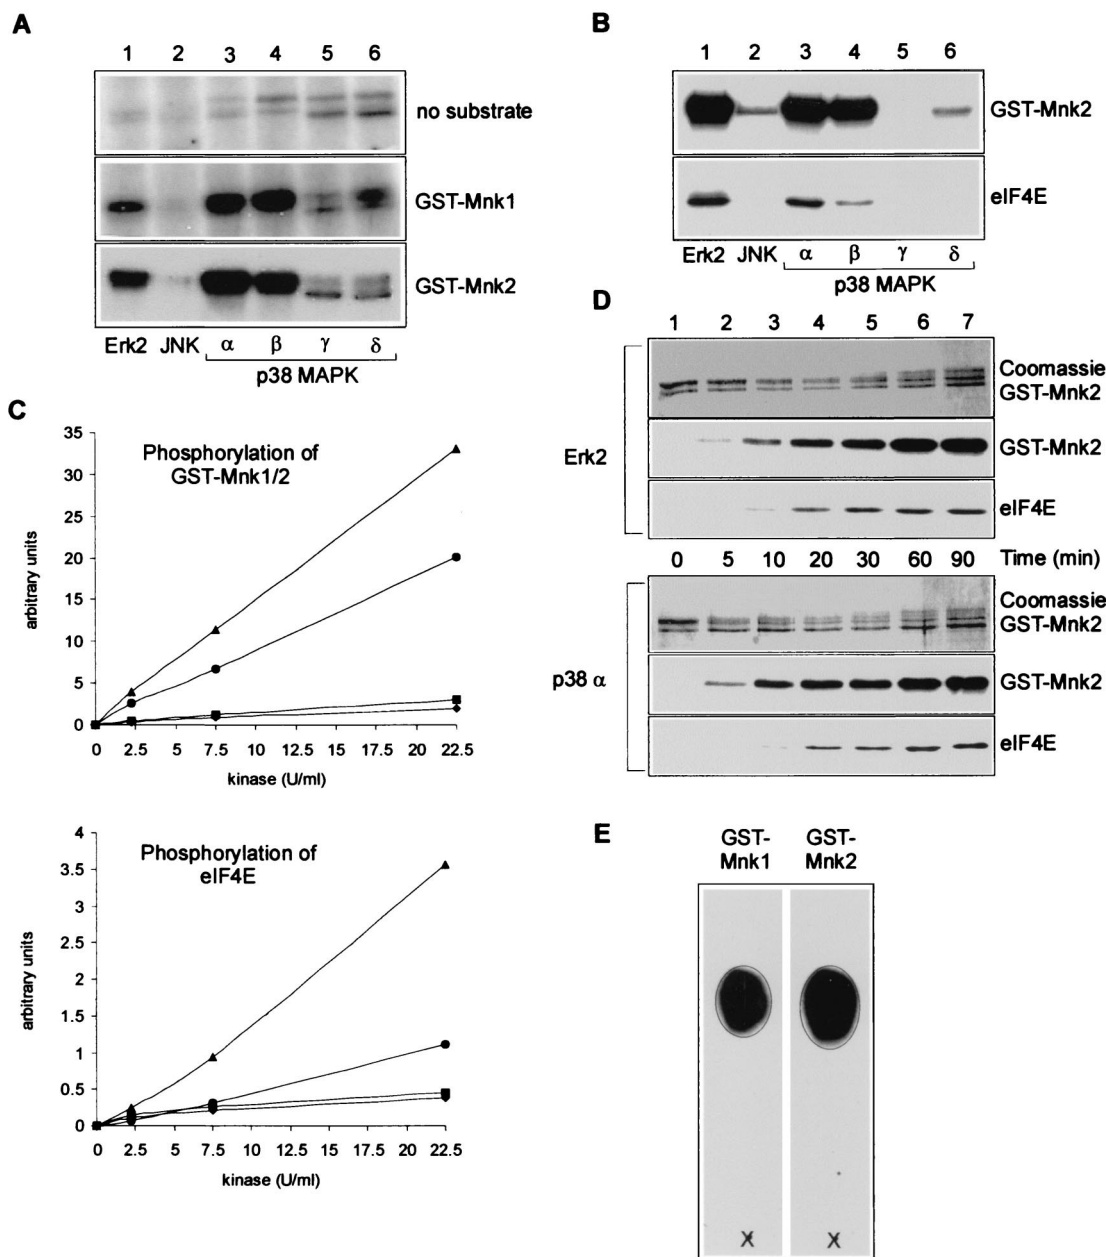 A
1 2 3 4 5 6
no substrate
GST-Mnk1
GST-Mnk2
Erk2 JNK α β γ δ
p38 MAPK
B
1 2 3 4 5 6
GST-Mnk2
eIF4E
Erk2 JNK α β γ δ
p38 MAPK
C
Phosphorylation of
GST-Mnk1/2
arbitrary units
35
30
25
20
15
10
5
0
0 2.5 5 7.5 10 12.5 15 17.5 20 22.5
kinase (U/ml)
Phosphorylation of
eIF4E
arbitrary units
4
3.5
3
2.5
2
1.5
1
0.5
0
0 2.5 5 7.5 10 12.5 15 17.5 20 22.5
kinase (U/ml)
D
1 2 3 4 5 6 7
Erk2
Coomassie
GST-Mnk2
GST-Mnk2
eIF4E
0 5 10 20 30 60 90 Time (min)
p38 α
Coomassie
GST-Mnk2
GST-Mnk2
eIF4E
E
GST-
Mnk1
GST-
Mnk2
X X